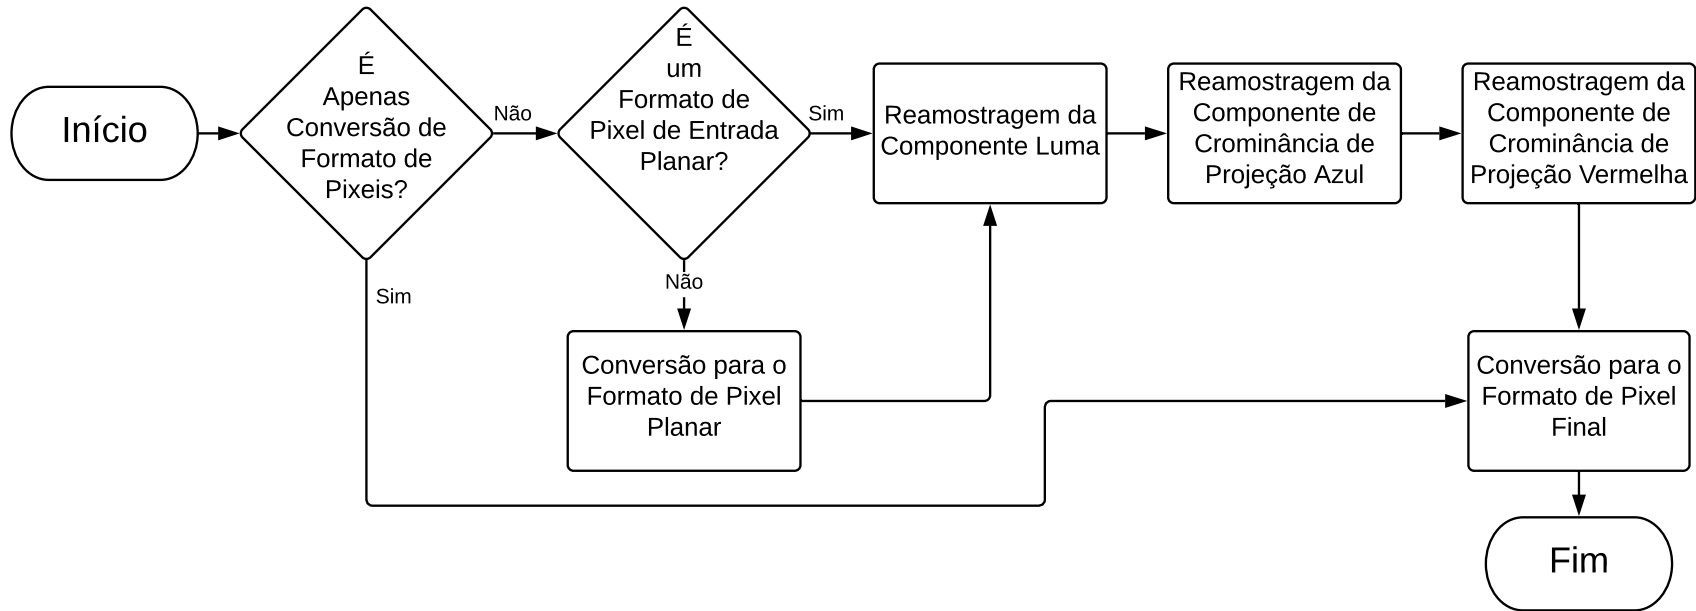 Início
É
Apenas
Conversão de
Formato de
Pixeis?
Não
É
um
Formato de
Pixel de Entrada
Planar?
Sim
Reamostragem da
Componente Luma
Reamostragem da
Componente de
Crominância de
Projeção Azul
Reamostragem da
Componente de
Crominância de
Projeção Vermelha
Sim
Não
Conversão para o
Formato de Pixel
Planar
Conversão para o
Formato de Pixel
Final
Fim